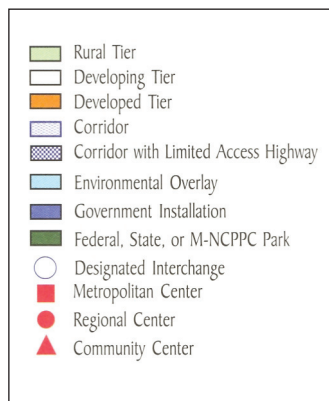 Rural Tier
Developing Tier
Developed Tier
Corridor
Corridor with Limited Access Highway
Environmental Overlay
Government Installation
Federal, State, or M-NCPPC Park
Designated Interchange
Metropolitan Center
Regional Center
Community Center